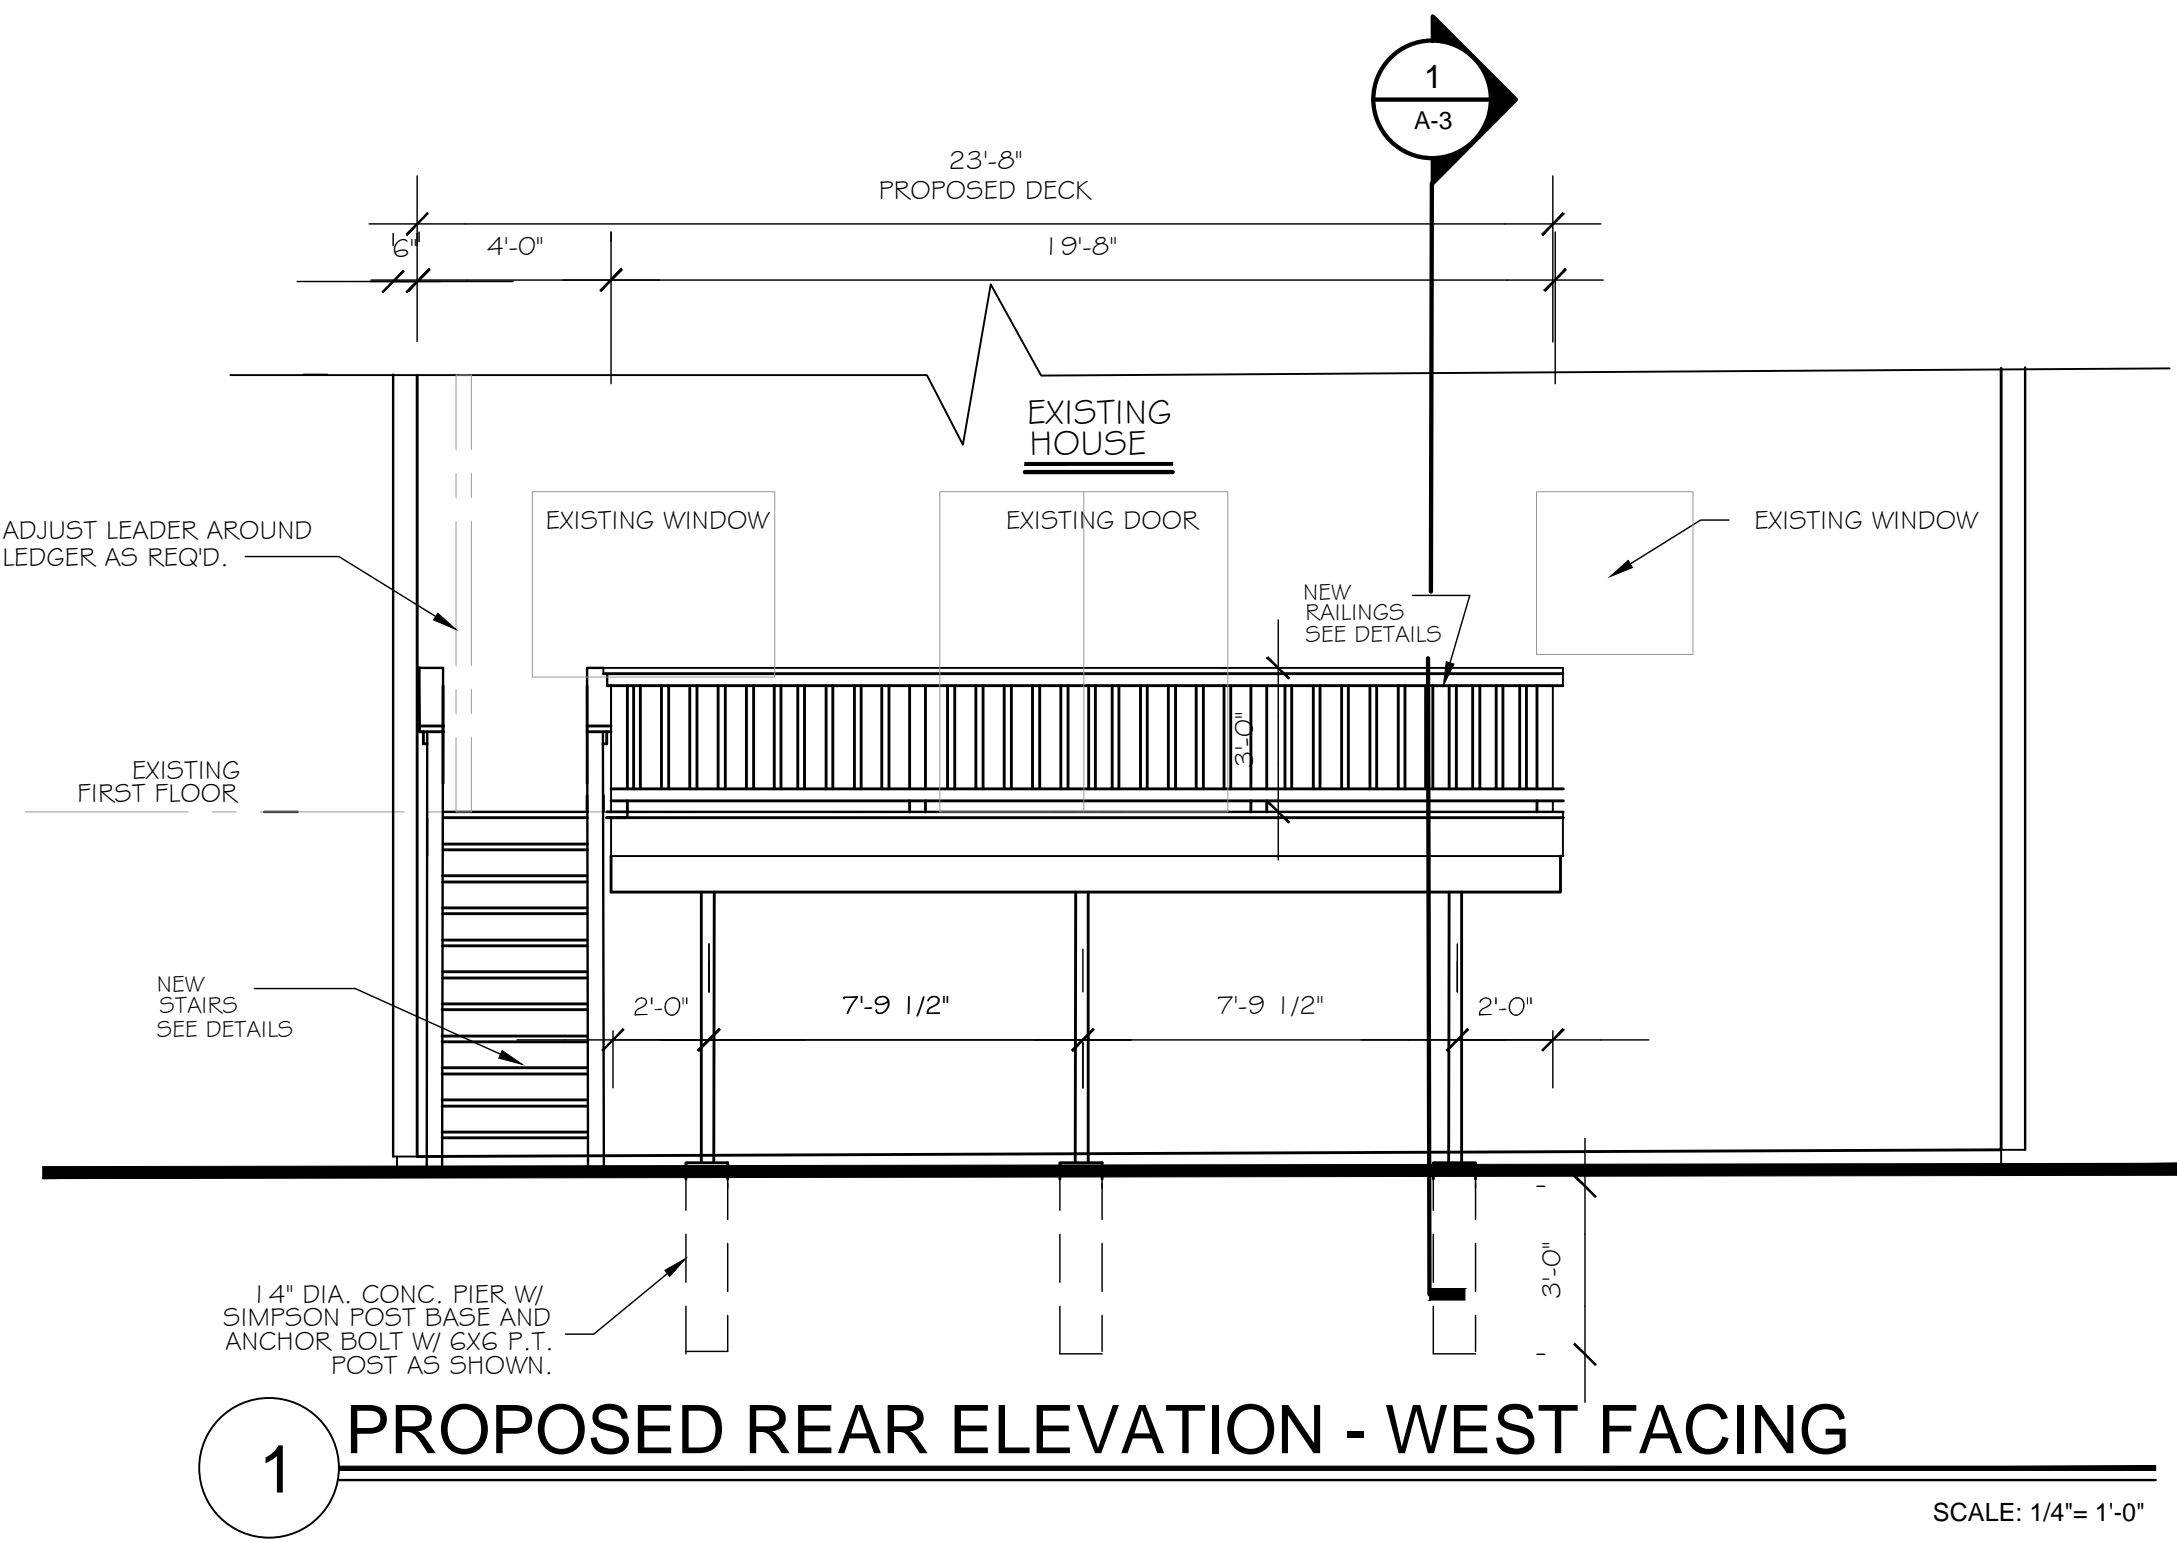 1
A-3
23'-8"
PROPOSED DECK
6"
4'-0"
19'-8"
EXISTING
HOUSE
ADJUST LEADER AROUND
LEDGER AS REQ'D.
EXISTING WINDOW
EXISTING DOOR
EXISTING WINDOW
NEW
RAILINGS
SEE DETAILS
3'-0"
EXISTING
FIRST FLOOR
NEW
STAIRS
SEE DETAILS
2'-0"
7'-9 1/2"
7'-9 1/2"
2'-0"
3'-0"
14" DIA. CONC. PIER W/
SIMPSON POST BASE AND
ANCHOR BOLT W/ 6X6 P.T.
POST AS SHOWN.
1
PROPOSED REAR ELEVATION - WEST FACING
SCALE: 1/4"= 1'-0"